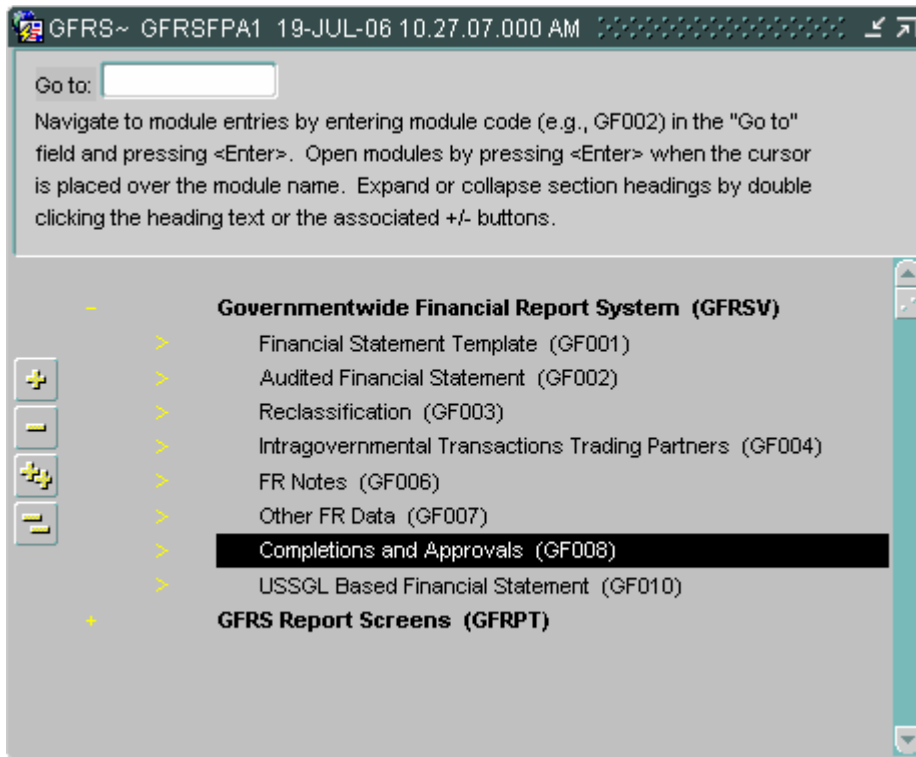 GFRS~ GFRSFPA1 19-JUL-06 10.27.07.000 AM
Go to:
Navigate to module entries by entering module code (e.g., GF002) in the "Go to"
field and pressing <Enter>. Open modules by pressing <Enter> when the cursor
is placed over the module name. Expand or collapse section headings by double
clicking the heading text or the associated +/- buttons.
- Governmentwide Financial Report System (GFRSV)
> Financial Statement Template (GF001)
> Audited Financial Statement (GF002)
> Reclassification (GF003)
> Intragovernmental Transactions Trading Partners (GF004)
> FR Notes (GF006)
> Other FR Data (GF007)
> Completions and Approvals (GF008)
> USSGL Based Financial Statement (GF010)
+ GFRS Report Screens (GFRPT)